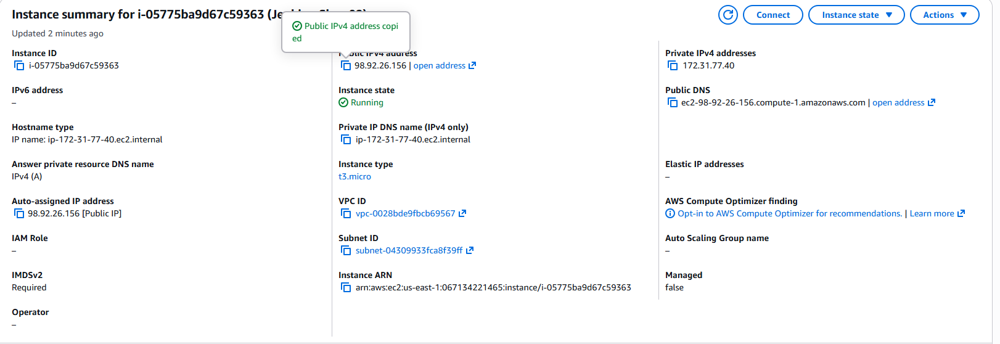 Instance summary for i-05775ba9d67c59363
Public IPv4 address copi
ed
Connect
Instance state
Actions
Updated 2 minutes ago
Instance ID
i-05775ba9d67c59363
Public IPv4 address
98.92.26.156 | open address
Private IPv4 addresses
172.31.77.40
IPv6 address
–
Instance state
Running
Public DNS
ec2-98-92-26-156.compute-1.amazonaws.com | open address
Hostname type
IP name: ip-172-31-77-40.ec2.internal
Private IP DNS name (IPv4 only)
ip-172-31-77-40.ec2.internal
Answer private resource DNS name
IPv4 (A)
Instance type
t3.micro
Elastic IP addresses
–
Auto-assigned IP address
98.92.26.156 [Public IP]
VPC ID
vpc-0028bde9fbcb69567
AWS Compute Optimizer finding
Opt-in to AWS Compute Optimizer for recommendations. | Learn more
IAM Role
–
Subnet ID
subnet-04309933fca8f39ff
Auto Scaling Group name
–
IMDSv2
Required
Instance ARN
arn:aws:ec2:us-east-1:067134221465:instance/i-05775ba9d67c59363
Managed
false
Operator
–